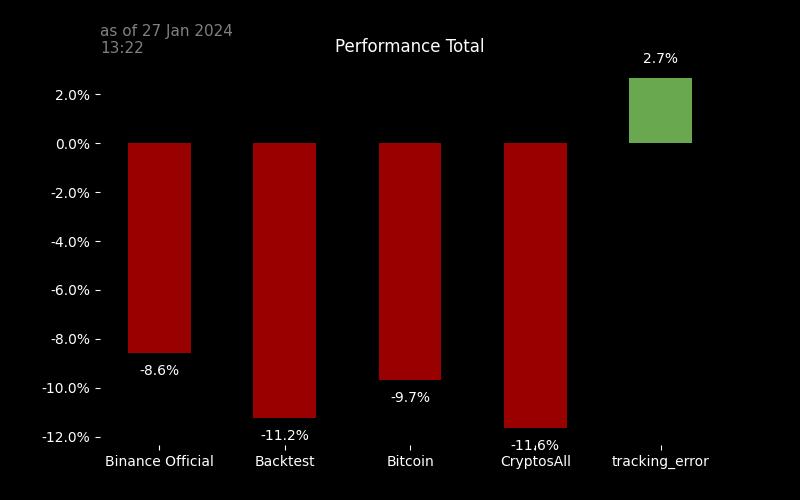 as of 27 Jan 2024
13:22
Performance Total
2.7%
2.0%
0.0%
-2.0%
-4.0%
-6.0%
-8.0%
-8.6%
-10.0%
-9.7%
-12.0%
-11.2%
-11.6%
Binance Official
Backtest
Bitcoin
CryptosAll
tracking_error